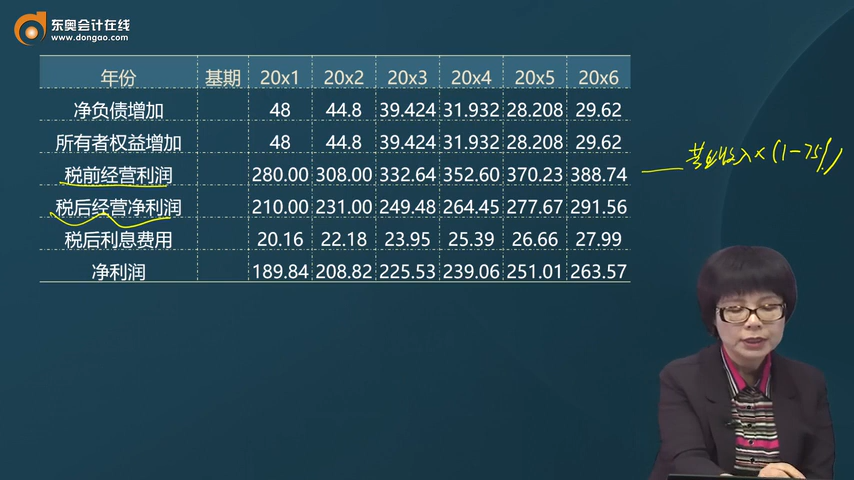 东奥会计在线
www.dongao.com
年份 基期 20x1 20x2 20x3 20x4 20x5 20x6
净负债增加 48 44.8 39.424 31.932 28.208 29.62
所有者权益增加 48 44.8 39.424 31.932 28.208 29.62
税前经营利润 280.00 308.00 332.64 352.60 370.23 388.74
营业收入×(1-75%)
税后经营净利润 210.00 231.00 249.48 264.45 277.67 291.56
税后利息费用 20.16 22.18 23.95 25.39 26.66 27.99
净利润 189.84 208.82 225.53 239.06 251.01 263.57